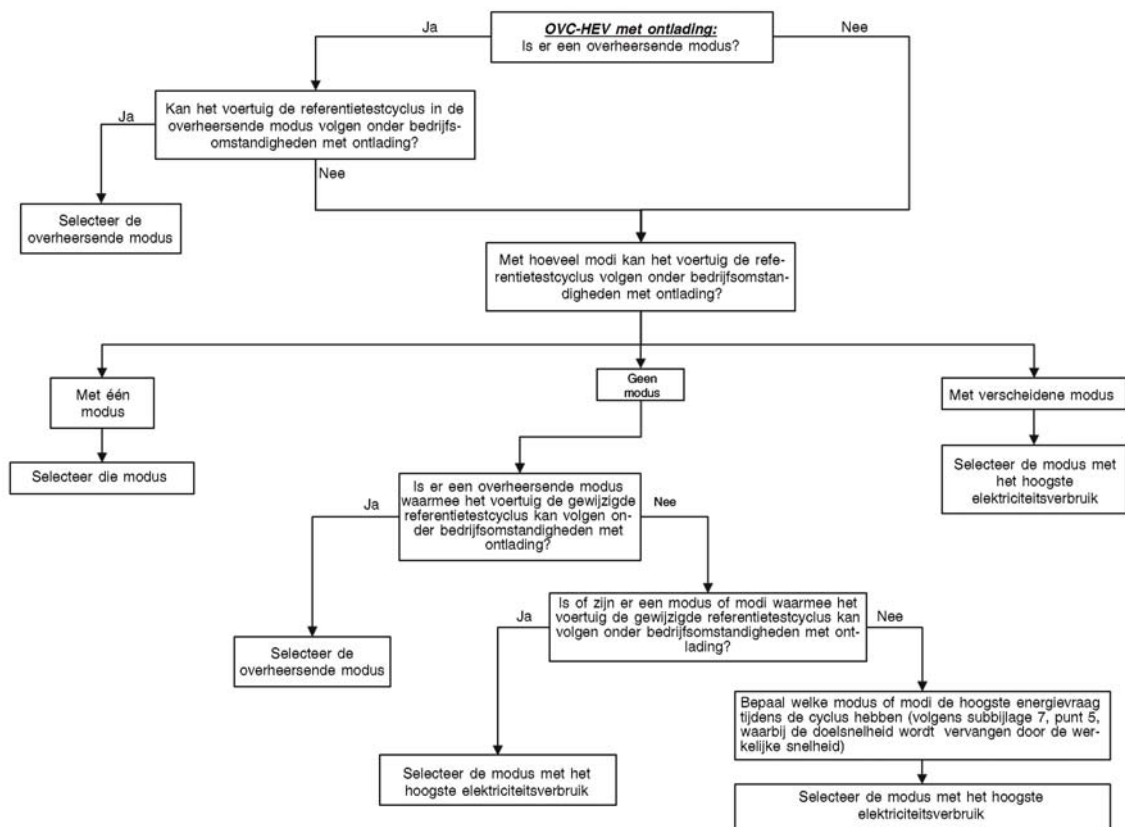 OVC-HEV met ontlading:
Is er een overheersende modus?
Ja
Nee
Kan het voertuig de referentietestcyclus in de
overheersende modus volgen onder bedrijfs-
omstandigheden met ontlading?
Ja
Nee
Selecteer de
overheersende modus
Met hoeveel modi kan het voertuig de refe-
rentietestcyclus volgen onder bedrijfsomstan-
digheden met ontlading?
Met één
modus
Geen
modus
Met verscheidene modus
Selecteer die modus
Selecteer de modus met
het hoogste
elektriciteitsverbruik
Is er een overheersende modus
waarmee het voertuig de gewijzigde
referentietestcyclus kan volgen on-
der bedrijfsomstandigheden met
ontlading?
Ja
Nee
Selecteer de
overheersende modus
Is of zijn er een modus of modi waarmee het
voertuig de gewijzigde referentietestcyclus kan
volgen onder bedrijfsomstandigheden met ont-
lading?
Ja
Nee
Selecteer de modus met het
hoogste elektriciteitsverbruik
Bepaal welke modus of modi de hoogste energievraag
tijdens de cyclus hebben (volgens subbijlage 7, punt 5,
waarbij de doelsnelheid wordt vervangen door de wer-
kelijke snelheid)
Selecteer de modus met het hoogste
elektriciteitsverbruik